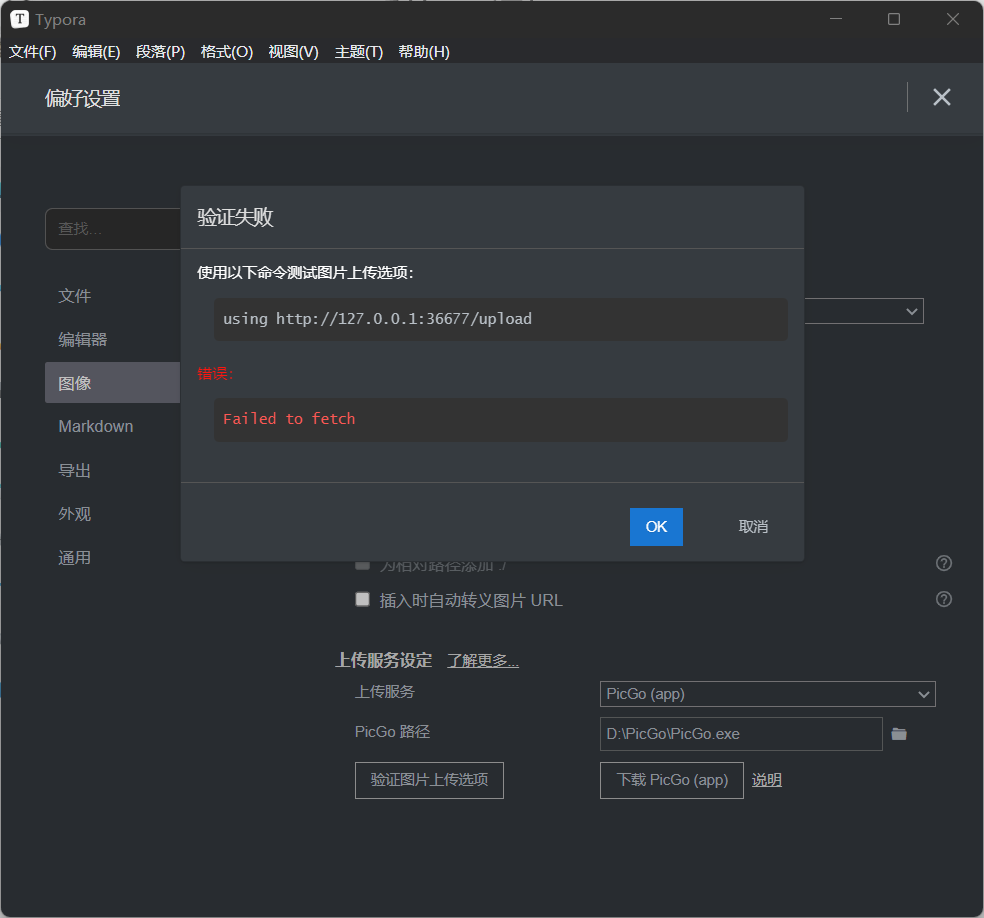 Typora
文件(F) 编辑(E) 段落(P) 格式(O) 视图(V) 主题(T) 帮助(H)
偏好设置
查找...
文件
编辑器
图像
Markdown
导出
外观
通用
验证失败
使用以下命令测试图片上传选项：
using http://127.0.0.1:36677/upload
错误：
Failed to fetch
OK
取消
为相对路径添加 ./
插入时自动转义图片 URL
上传服务设定 了解更多...
上传服务 PicGo (app)
PicGo 路径 D:\PicGo\PicGo.exe
验证图片上传选项 下载 PicGo (app) 说明